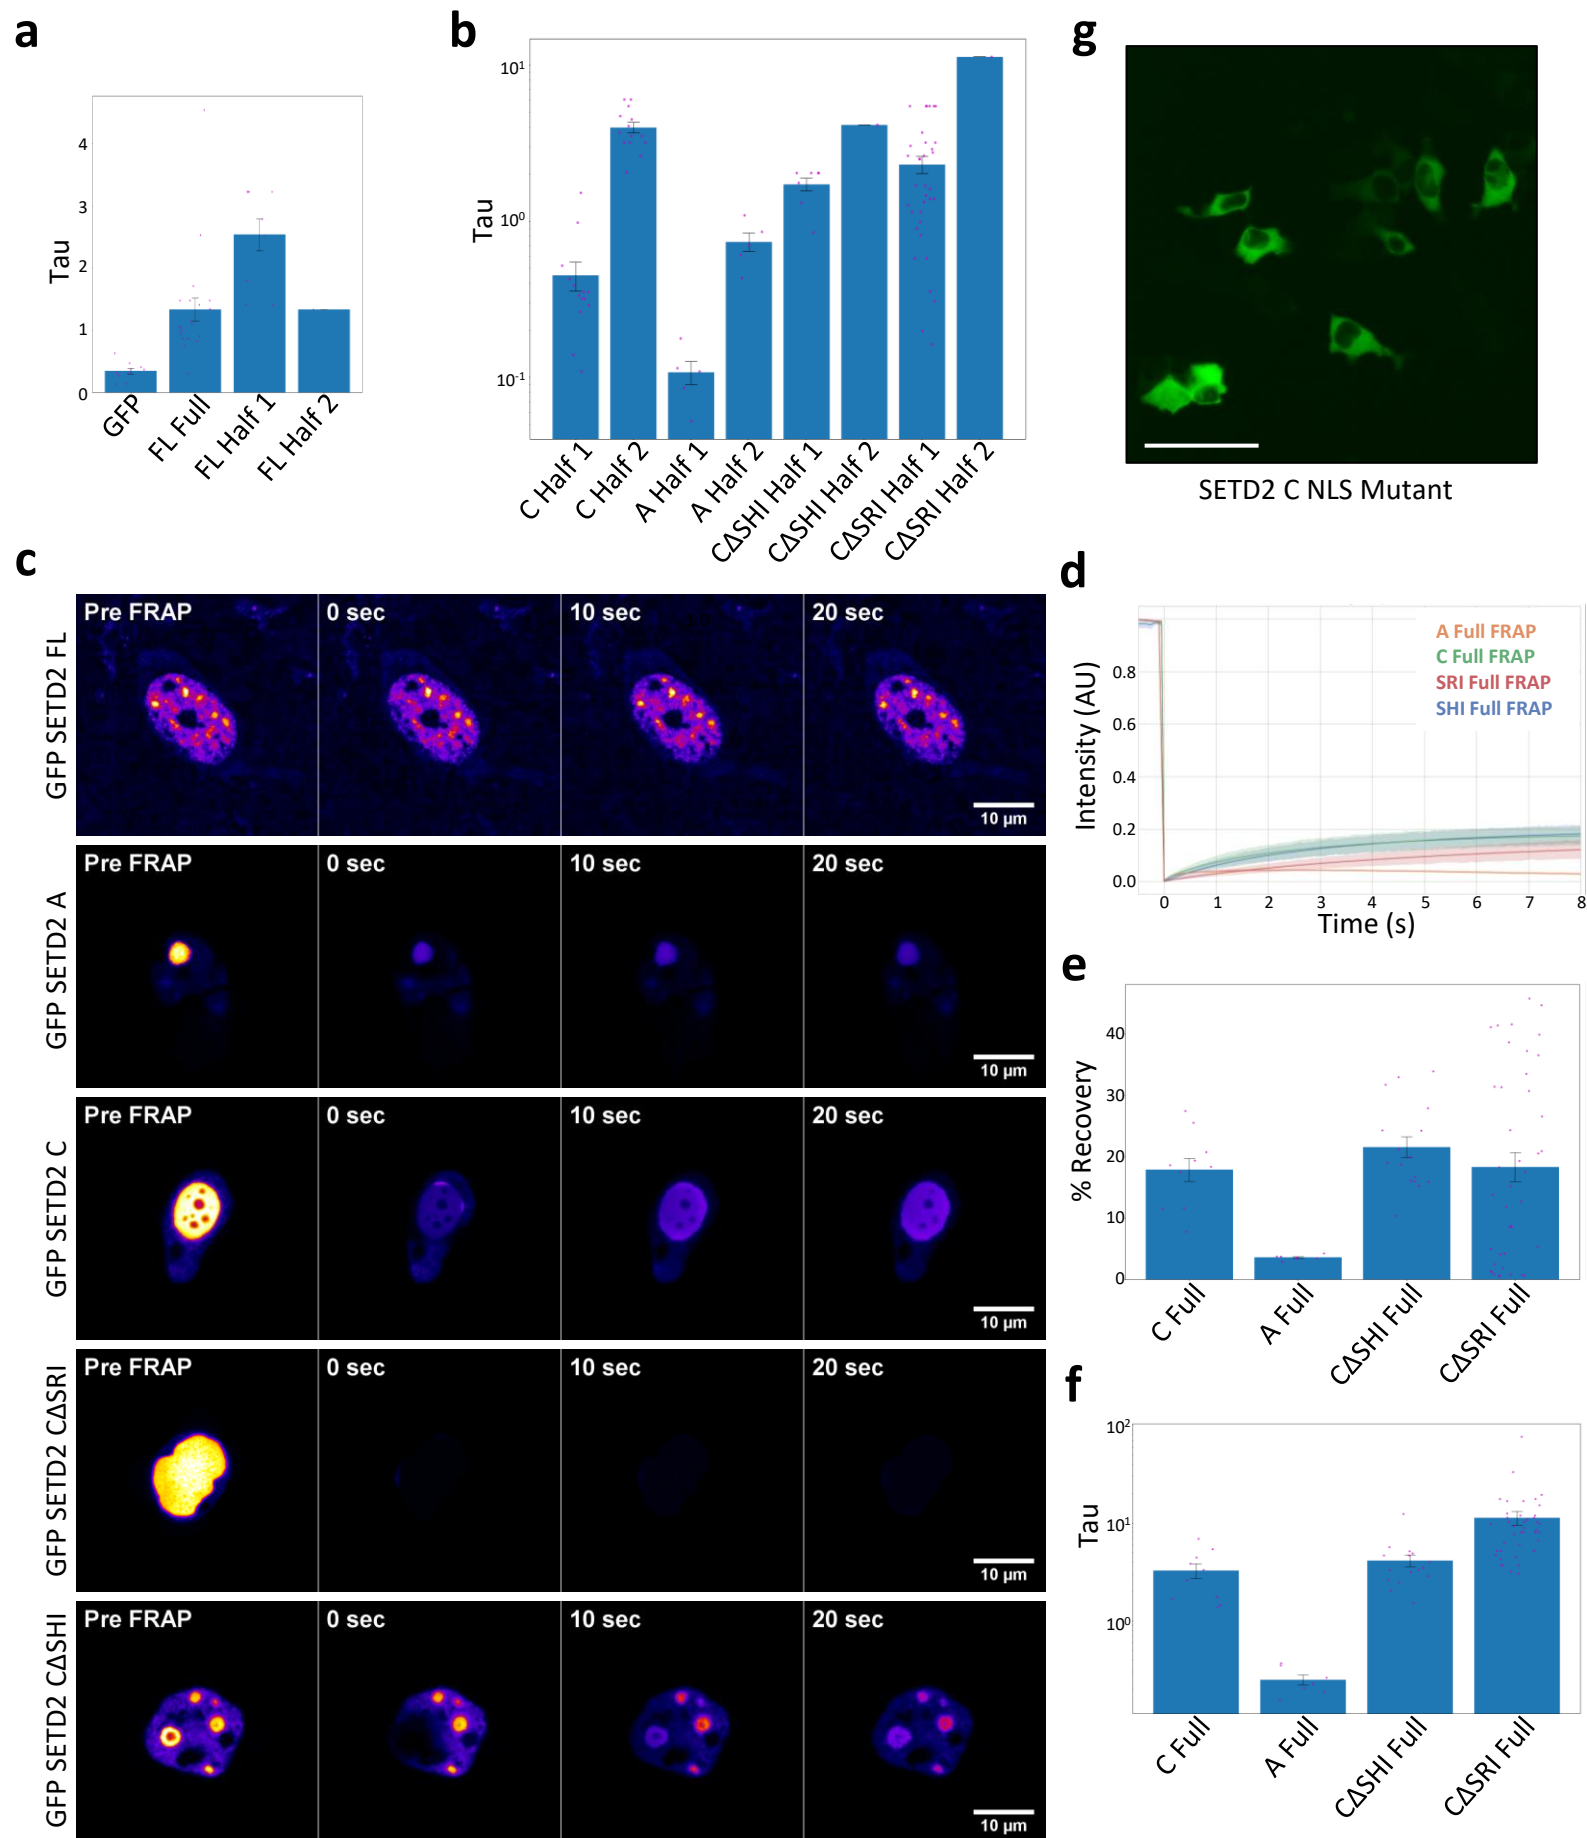 a
4
3
2
1
0
Tau
GFP
FL Full
FL Half 1
FL Half 2
b
10¹
10⁰
10⁻¹
Tau
C Half 1
C Half 2
A Half 1
A Half 2
CΔSHI Half 1
CΔSHI Half 2
CΔSRI Half 1
CΔSRI Half 2
g
SETD2 C NLS Mutant
c
GFP SETD2 FL
Pre FRAP
0 sec
10 sec
20 sec
10 µm
GFP SETD2 A
Pre FRAP
0 sec
10 sec
20 sec
10 µm
GFP SETD2 C
Pre FRAP
0 sec
10 sec
20 sec
10 µm
GFP SETD2 CΔSRI
Pre FRAP
0 sec
10 sec
20 sec
10 µm
GFP SETD2 CΔSHI
Pre FRAP
0 sec
10 sec
20 sec
10 µm
d
A Full FRAP
C Full FRAP
SRI Full FRAP
SHI Full FRAP
0.8
0.6
0.4
0.2
0.0
Intensity (AU)
0 1 2 3 4 5 6 7 8
Time (s)
e
40
30
20
10
0
% Recovery
C Full
A Full
CΔSHI Full
CΔSRI Full
f
10²
10¹
10⁰
Tau
C Full
A Full
CΔSHI Full
CΔSRI Full